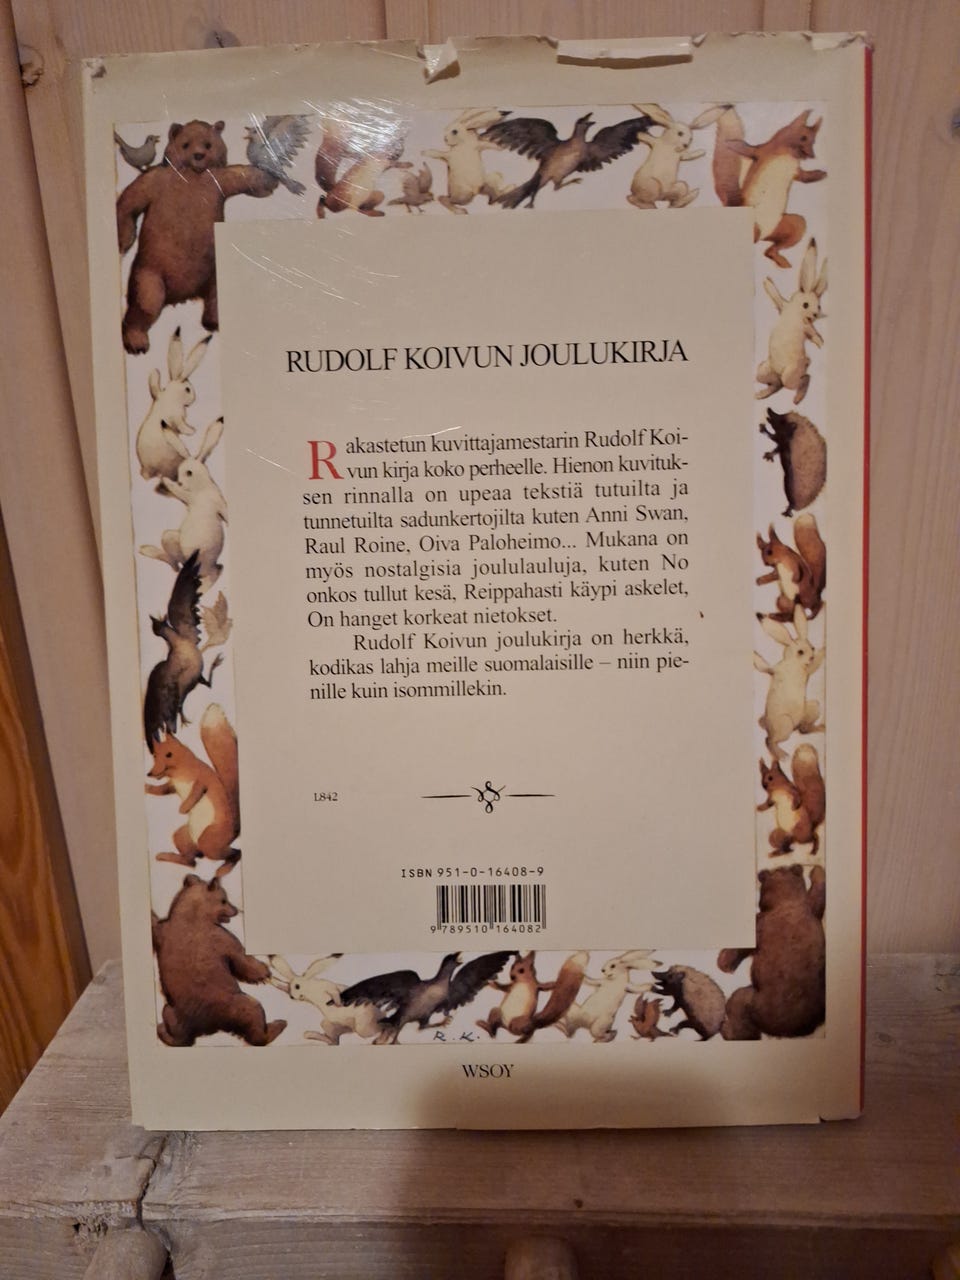 RUDOLF KOIVUN JOULUKIRJA
Rakastetun kuvittajamestarin Rudolf Koi-
vun kirja koko perheelle. Hienon kuvituk-
sen rinnalla on upeaa tekstiä tutuilta ja
tunnetuilta sadunkertojilta kuten Anni Swan,
Raul Roine, Oiva Paloheimo... Mukana on
myös nostalgisia joululauluja, kuten No
onkos tullut kesä, Reippahasti käypi askelet,
On hanget korkeat nietokset.
Rudolf Koivun joulukirja on herkkä,
kodikas lahja meille suomalaisille – niin pie-
nille kuin isommillekin.
L842
ISBN 951-0-16408-9
9 789510 164082
R.K.
WSOY